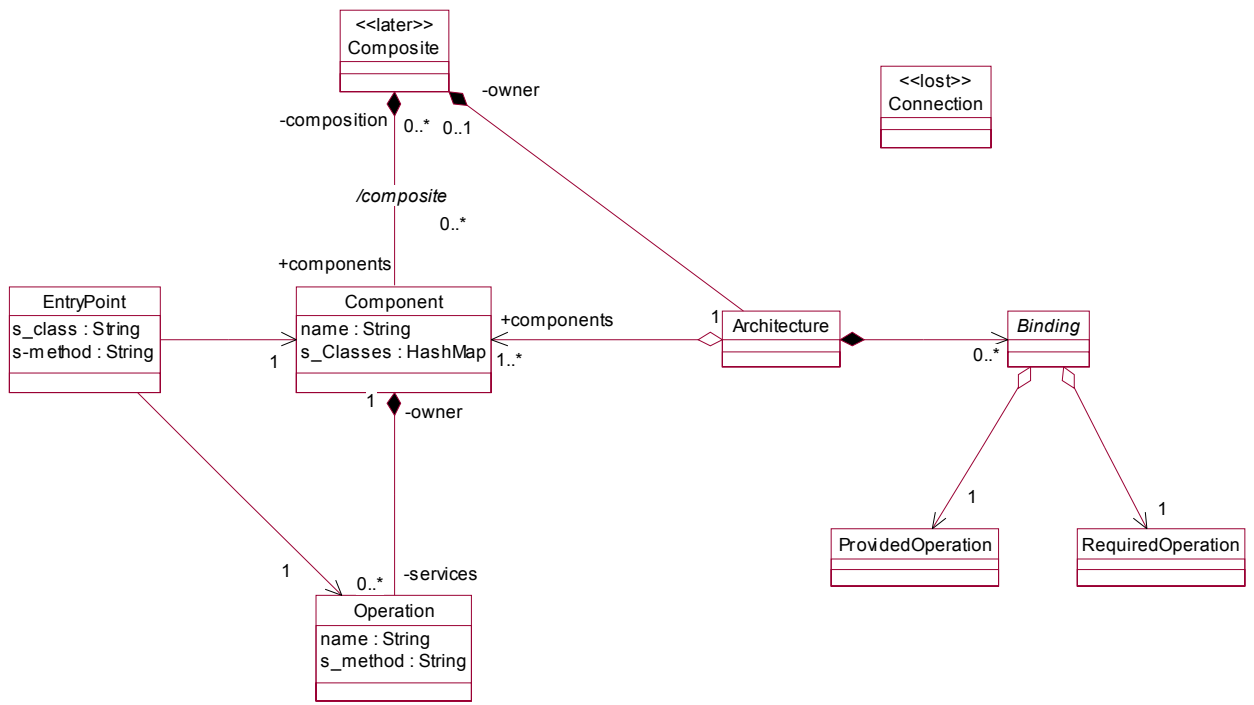 <<later>>
Composite
<<lost>>
Connection
-owner
-composition
0..*
0..1
/composite
0..*
+components
EntryPoint
s_class : String
s-method : String
1
Component
name : String
s_Classes : HashMap
+components
1..*
1
Architecture
0..*
Binding
1
-owner
1
1
ProvidedOperation
RequiredOperation
1
0..*
-services
Operation
name : String
s_method : String